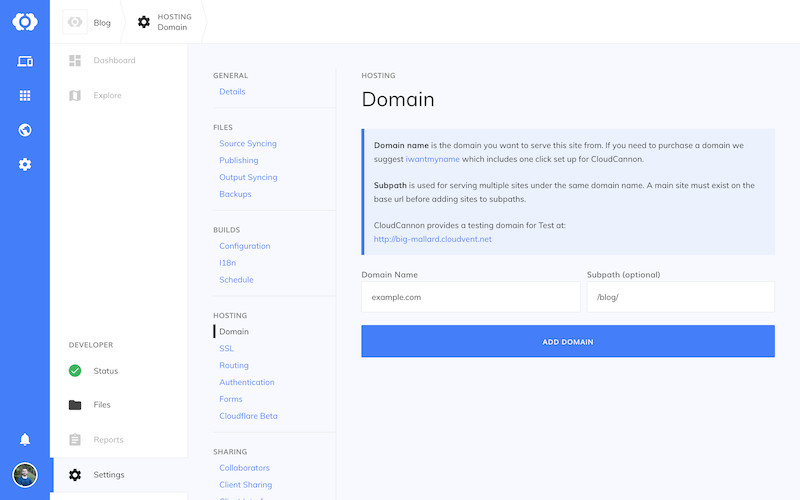 Blog
HOSTING
Domain
Dashboard
Explore
DEVELOPER
Status
Files
Reports
Settings
GENERAL
Details
FILES
Source Syncing
Publishing
Output Syncing
Backups
BUILDS
Configuration
I18n
Schedule
HOSTING
Domain
SSL
Routing
Authentication
Forms
Cloudflare Beta
SHARING
Collaborators
Client Sharing
HOSTING
Domain
Domain name is the domain you want to serve this site from. If you need to purchase a domain we
suggest iwantmyname which includes one click set up for CloudCannon.
Subpath is used for serving multiple sites under the same domain name. A main site must exist on the
base url before adding sites to subpaths.
CloudCannon provides a testing domain for Test at:
http://big-mallard.cloudvent.net
Domain Name
Subpath (optional)
example.com
/blog/
ADD DOMAIN